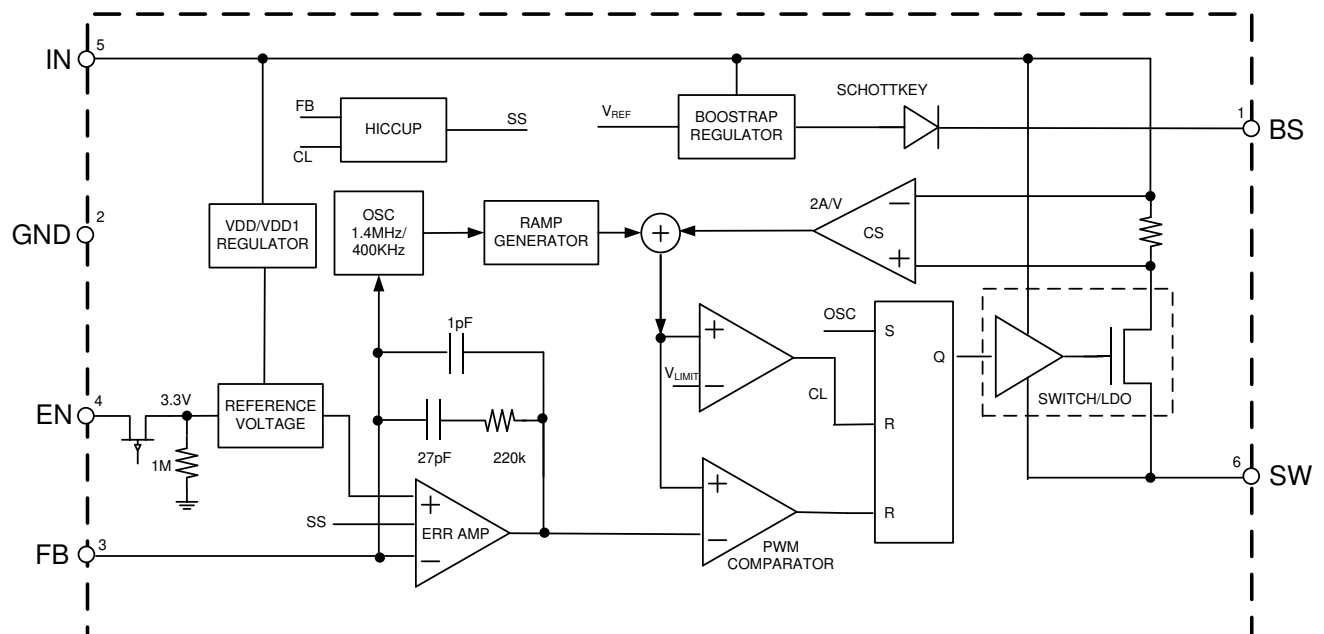 IN
5
SCHOTTKEY
FB
HICCUP
SS
CL
VREF
BOOSTRAP
REGULATOR
1
BS
2
GND
VDD/VDD1
REGULATOR
OSC
1.4MHz/
400KHz
RAMP
GENERATOR
+
2A/V
CS
−
+
1pF
OSC
S
+
VLIMIT
−
CL
Q
R
SWITCH/LDO
EN
4
3.3V
REFERENCE
VOLTAGE
1M
27pF
220k
6
SW
+
SS
ERR AMP
−
+
−
R
PWM
COMPARATOR
FB
3